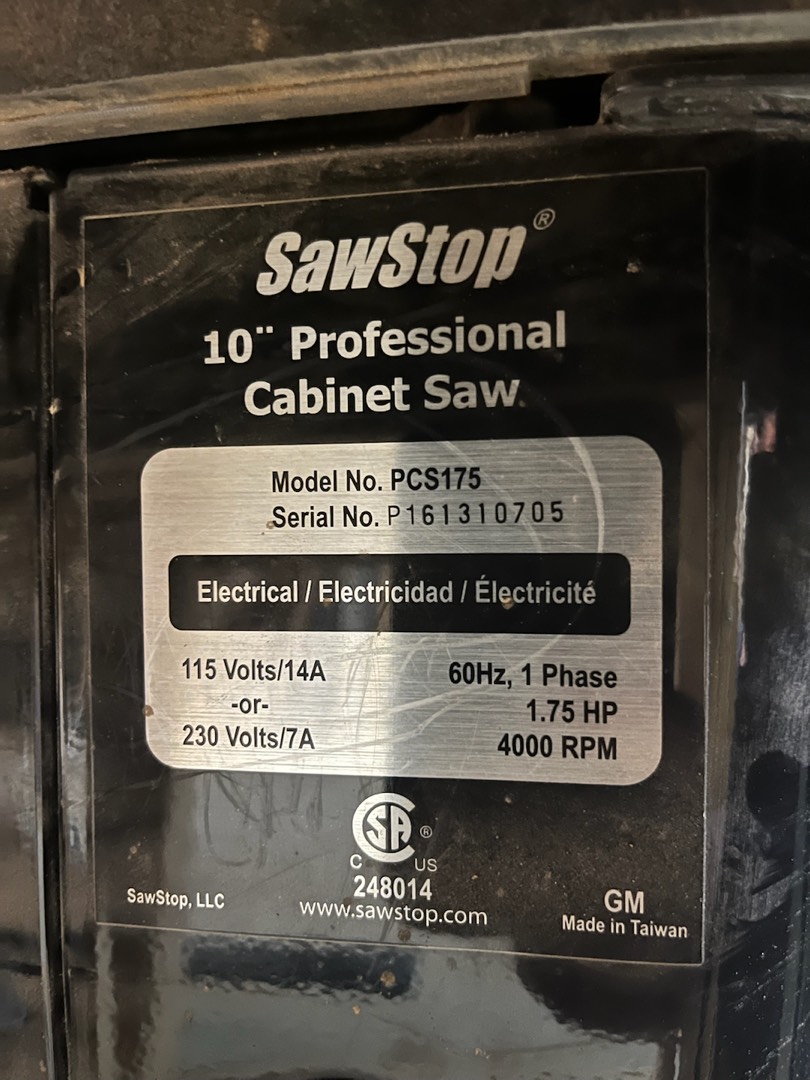 SawStop®
10¨ Professional
Cabinet Saw
Model No. PCS175
Serial No. P161310705
Electrical / Electricidad / Électricité
115 Volts/14A
-or-
230 Volts/7A
60Hz, 1 Phase
1.75 HP
4000 RPM
SA ®
C US
248014
www.sawstop.com
SawStop, LLC
GM
Made in Taiwan